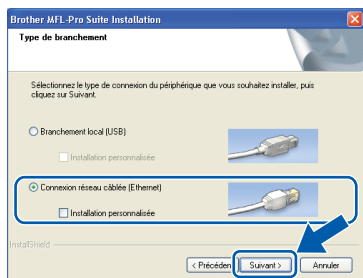 Brother MFL-Pro Suite Installation
Type de branchement
Sélectionnez le type de connexion du périphérique que vous souhaitez installer, puis
cliquez sur Suivant.
Branchement local (USB)
Installation personnalisée
Connexion réseau câblée (Ethernet)
Installation personnalisée
InstallShield
< Précéden Suivant > Annuler